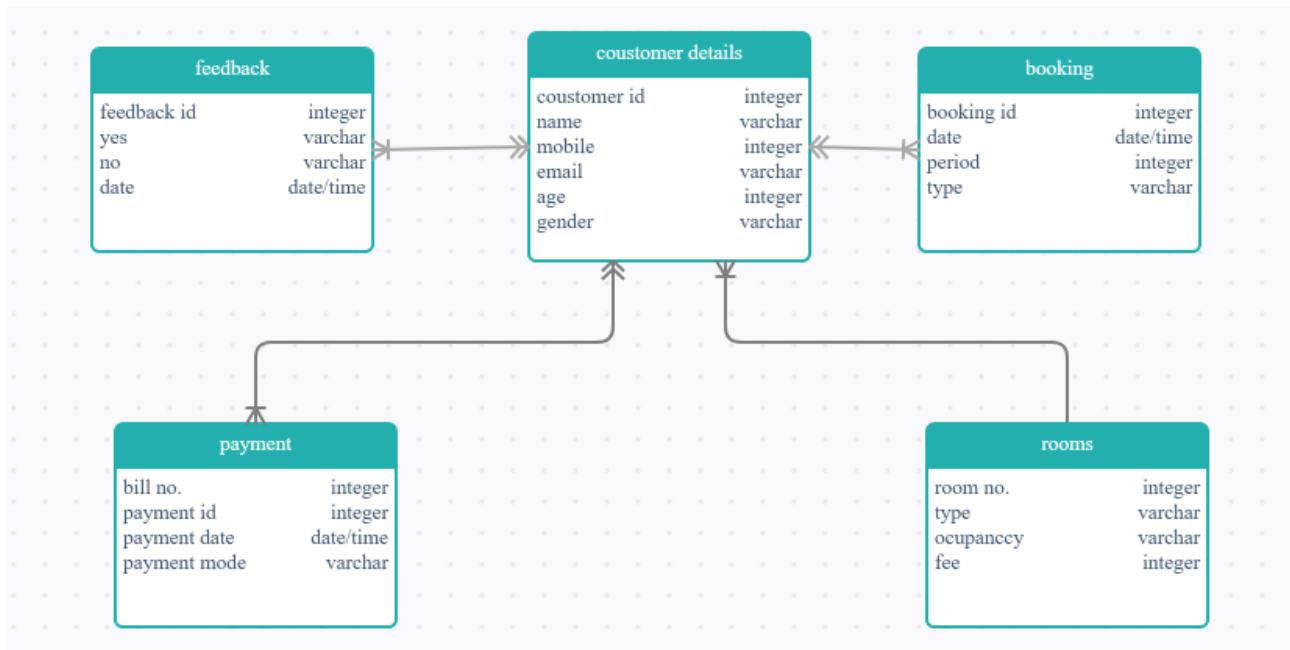 feedback
feedback id integer
yes varchar
no varchar
date date/time
coustomer details
coustomer id integer
name varchar
mobile integer
email varchar
age integer
gender varchar
booking
booking id integer
date date/time
period integer
type varchar
payment
bill no. integer
payment id integer
payment date date/time
payment mode varchar
rooms
room no. integer
type varchar
ocupanccy varchar
fee integer